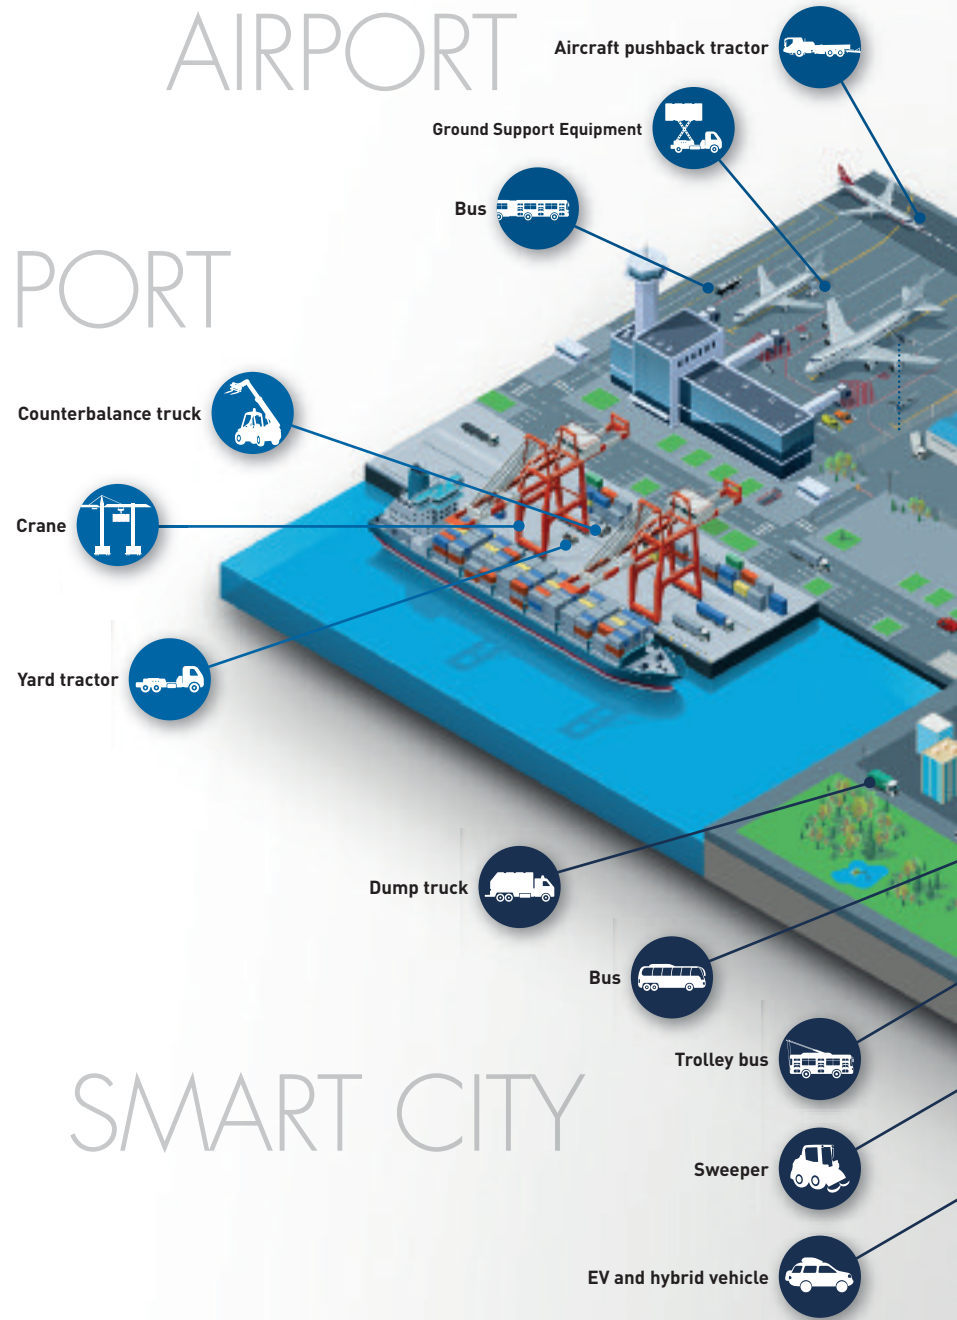 AIRPORT
Aircraft pushback tractor
Ground Support Equipment
Bus
PORT
Counterbalance truck
Crane
Yard tractor
Dump truck
Bus
Trolley bus
SMART CITY
Sweeper
EV and hybrid vehicle